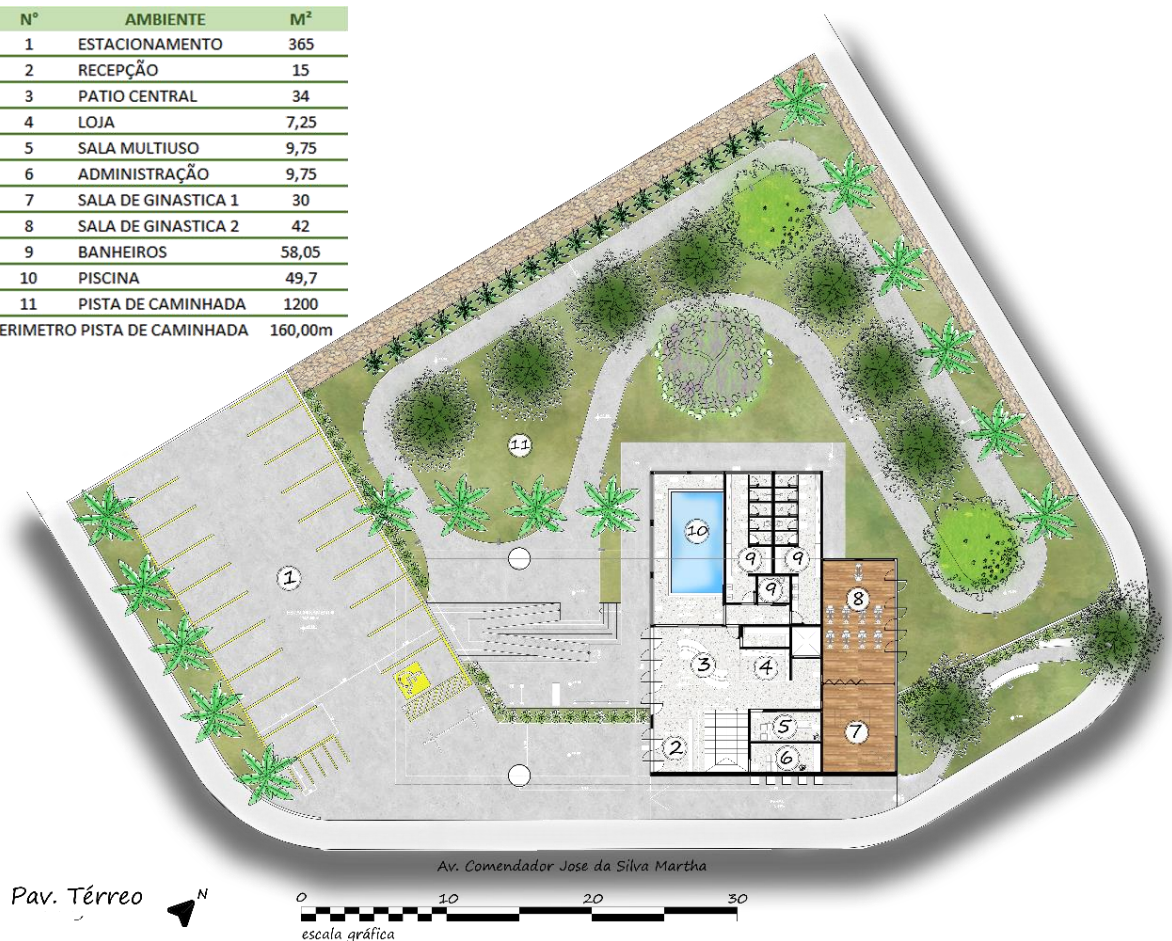 N° AMBIENTE M²
1 ESTACIONAMENTO 365
2 RECEPÇÃO 15
3 PATIO CENTRAL 34
4 LOJA 7,25
5 SALA MULTIUSO 9,75
6 ADMINISTRAÇÃO 9,75
7 SALA DE GINASTICA 1 30
8 SALA DE GINASTICA 2 42
9 BANHEIROS 58,05
10 PISCINA 49,7
11 PISTA DE CAMINHADA 1200
ERIMETRO PISTA DE CAMINHADA 160,00m
11
10
9 9
9
1
8
3
4
5
7
2
6
Av. Comendador Jose da Silva Martha
Pav. Térreo
N
0 10 20 30
escala gráfica